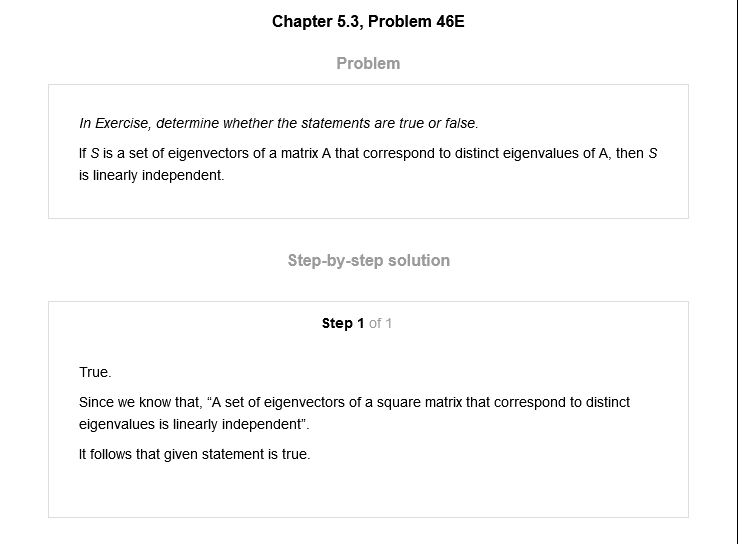 Chapter 5.3, Problem 46E
Problem
In Exercise, determine whether the statements are true or false.
If S is a set of eigenvectors of a matrix A that correspond to distinct eigenvalues of A, then S
is linearly independent.
Step-by-step solution
Step 1 of 1
True.
Since we know that, “A set of eigenvectors of a square matrix that correspond to distinct
eigenvalues is linearly independent”.
It follows that given statement is true.